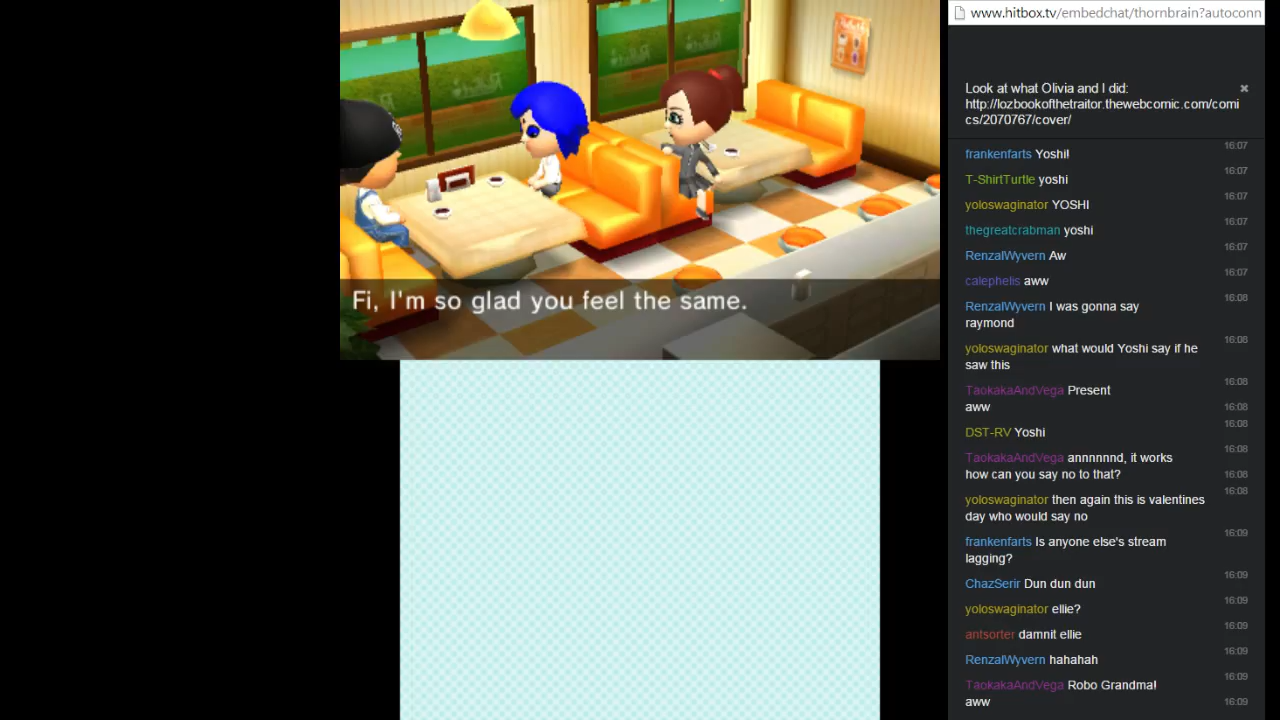 www.hitbox.tv/embedchat/thornbrain?autoconn
Look at what Olivia and I did:
http://lozbookofthetraitor.thewebcomic.com/comi
cs/2070767/cover/
frankenfarts Yoshi! 16:07
T-ShirtTurtle yoshi 16:07
yoloswaginator YOSHI 16:07
thegreatcrabman yoshi 16:07
RenzalWyvern Aw 16:07
calephelis aww 16:07
RenzalWyvern I was gonna say 16:08
raymond
yoloswaginator what would Yoshi say if he 16:08
saw this
TaokakaAndVega Present 16:08
aww 16:08
DST-RV Yoshi 16:08
TaokakaAndVega annnnnnd, it works 16:08
how can you say no to that? 16:08
yoloswaginator then again this is valentines 16:08
day who would say no
frankenfarts Is anyone else's stream 16:09
lagging?
ChazSerir Dun dun dun 16:09
yoloswaginator ellie? 16:09
antsorter damnit ellie 16:09
RenzalWyvern hahahah 16:09
TaokakaAndVega Robo Grandma! 16:09
aww 16:09
Fi, I'm so glad you feel the same.